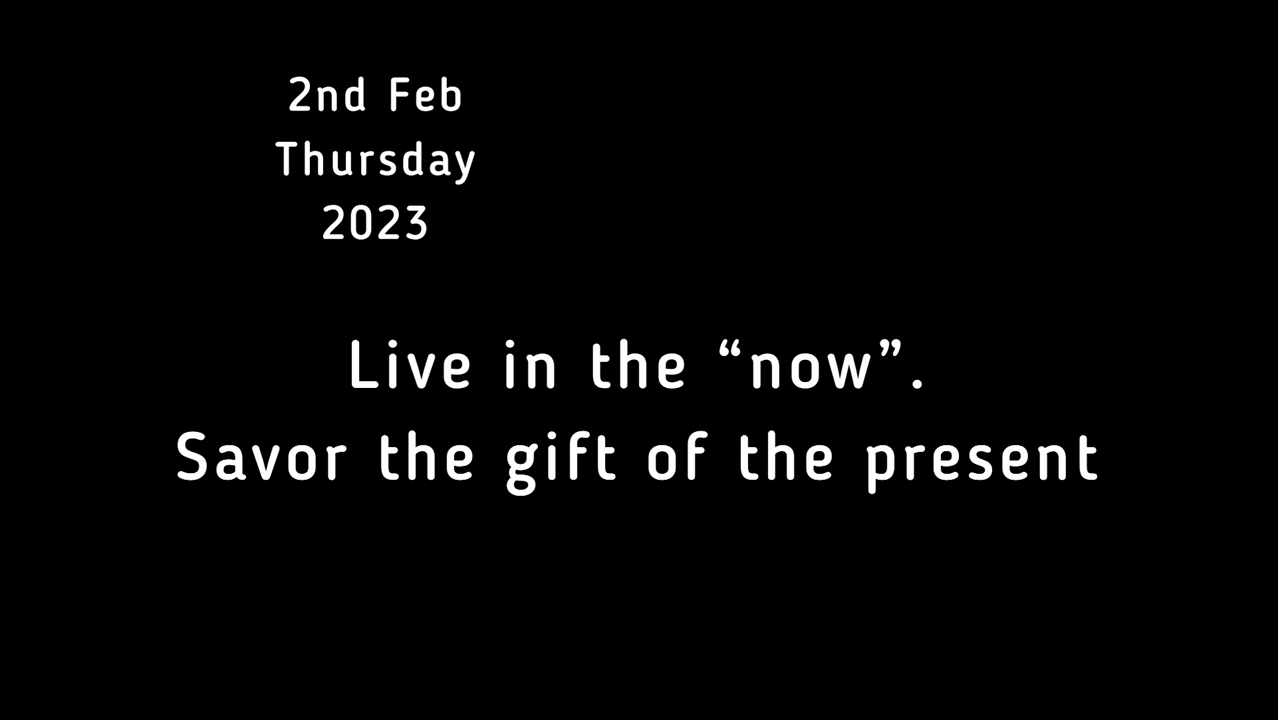 2nd Feb
Thursday
2023
Live in the “now”.
Savor the gift of the present